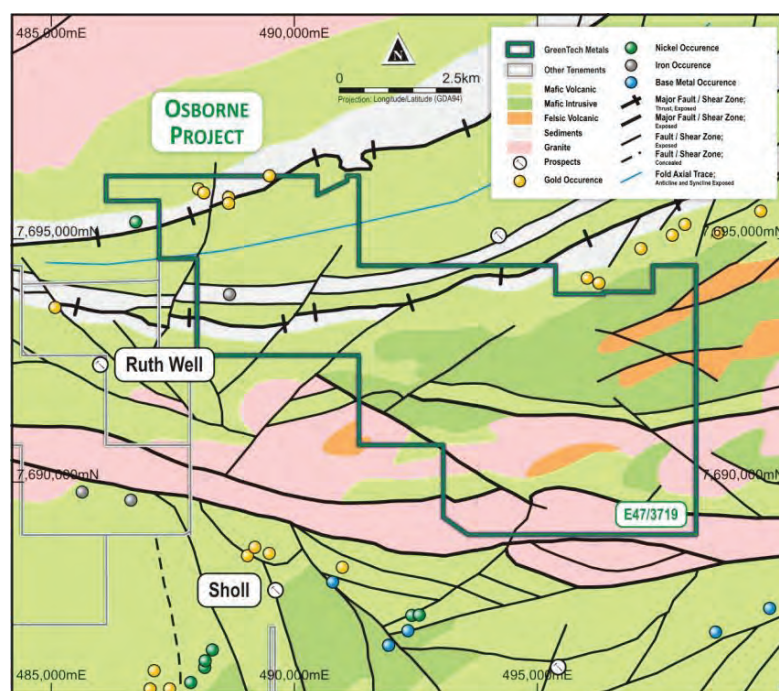 485,000mE
490,000mE
N
0
2.5km
Projection: Longitude/Latitude (GDA94)
OSBORNE
PROJECT
GreenTech Metals
Other Tenements
Mafic Volcanic
Mafic Intrusive
Felsic Volcanic
Sediments
Granite
Prospects
Gold Occurence
Nickel Occurence
Iron Occurence
Base Metal Occurence
Major Fault / Shear Zone;
Thrust, Exposed
Major Fault / Shear Zone;
Exposed
Fault / Shear Zone;
Exposed
Fault / Shear Zone;
Concealed
Fold Axial Trace;
Anticline and Syncline Exposed
7,695,000mN
7,695,000mN
Ruth Well
7,690,000mN
7,690,000mN
E47/3719
Sholl
485,000mE
490,000mE
495,000mE